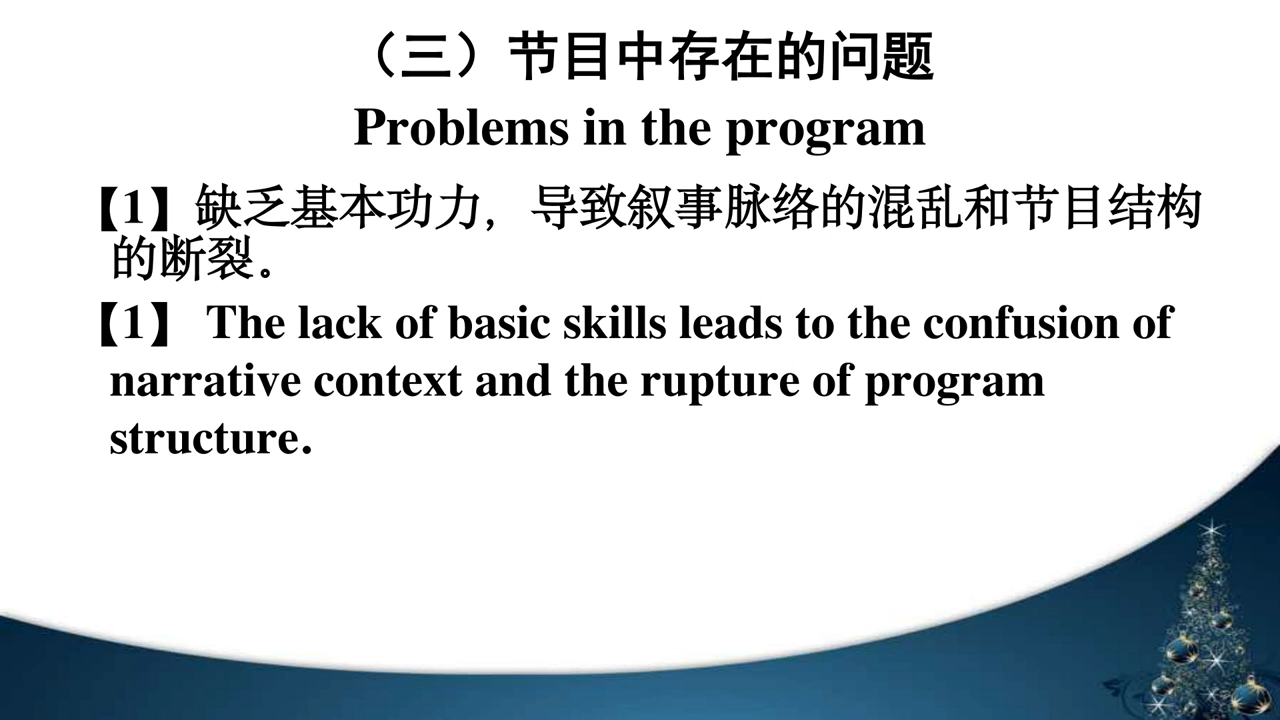 （三）节目中存在的问题
Problems in the program
【1】缺乏基本功力，导致叙事脉络的混乱和节目结构
的断裂。
【1】 The lack of basic skills leads to the confusion of
narrative context and the rupture of program
structure.